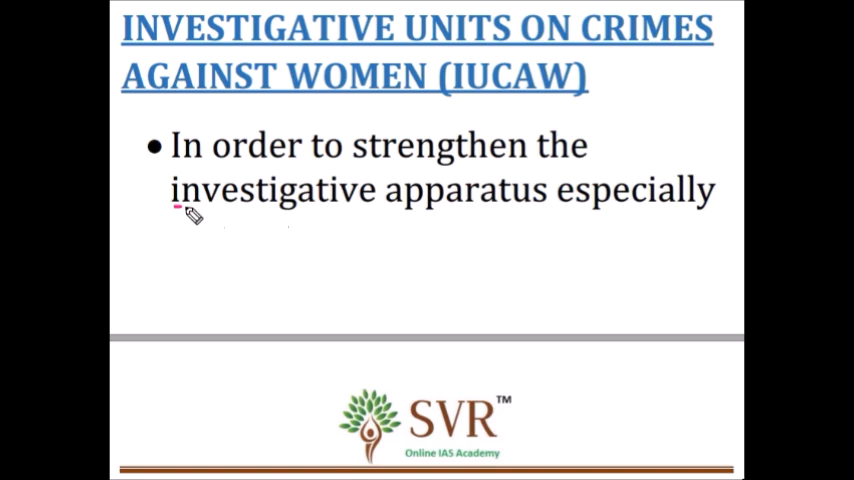 INVESTIGATIVE UNITS ON CRIMES
AGAINST WOMEN (IUCAW)
• In order to strengthen the
investigative apparatus especially
SVR™
Online IAS Academy